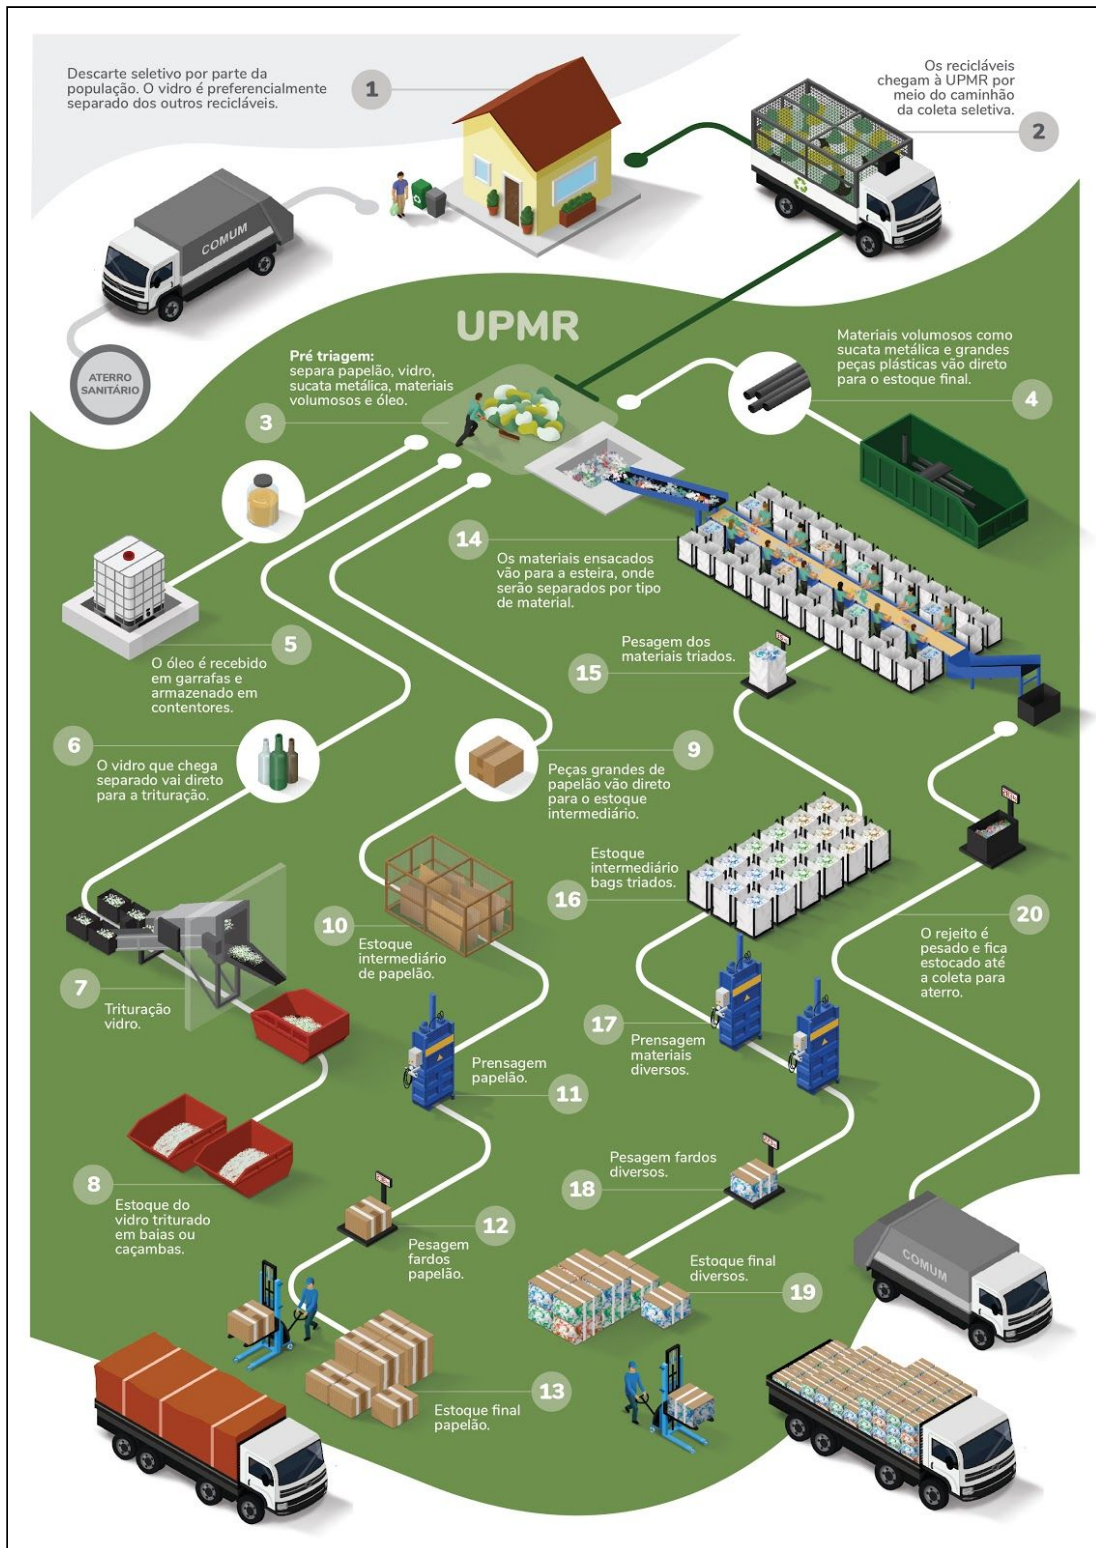 Descarte seletivo por parte da
população. O vidro é preferencialmente
separado dos outros recicláveis.
1
Os recicláveis
chegam à UPMR por
meio do caminhão
da coleta seletiva.
2
COMUM
ATERRO
SANITÁRIO
UPMR
Pré triagem:
separa papelão, vidro,
sucata metálica, materiais
volumosos e óleo.
3
Materiais volumosos como
sucata metálica e grandes
peças plásticas vão direto
para o estoque final.
4
14
Os materiais ensacados
vão para a esteira, onde
serão separados por tipo
de material.
5
O óleo é recebido
em garrafas e
armazenado em
contentores.
Pesagem dos
materiais triados.
15
6
O vidro que chega
separado vai direto
para a trituração.
9
Peças grandes de
papelão vão direto
para o estoque
intermediário.
Estoque
intermediário
bags triados.
16
10
Estoque
intermediário
de papelão.
20
O rejeito é
pesado e fica
estocado até
a coleta para
aterro.
7
Trituração
vidro.
17
Prensagem
materiais
diversos.
Prensagem
papelão.
11
8
Estoque do
vidro triturado
em baias ou
caçambas.
Pesagem fardos
diversos.
18
12
Pesagem
fardos
papelão.
Estoque final
diversos.
19
COMUM
13
Estoque final
papelão.